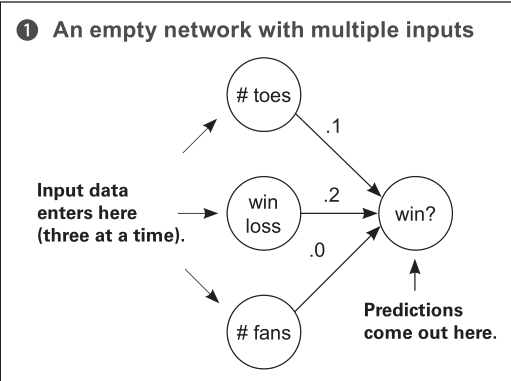 1 An empty network with multiple inputs
# toes
.1
Input data
enters here
(three at a time).
win
loss
.2
win?
.0
# fans
Predictions
come out here.